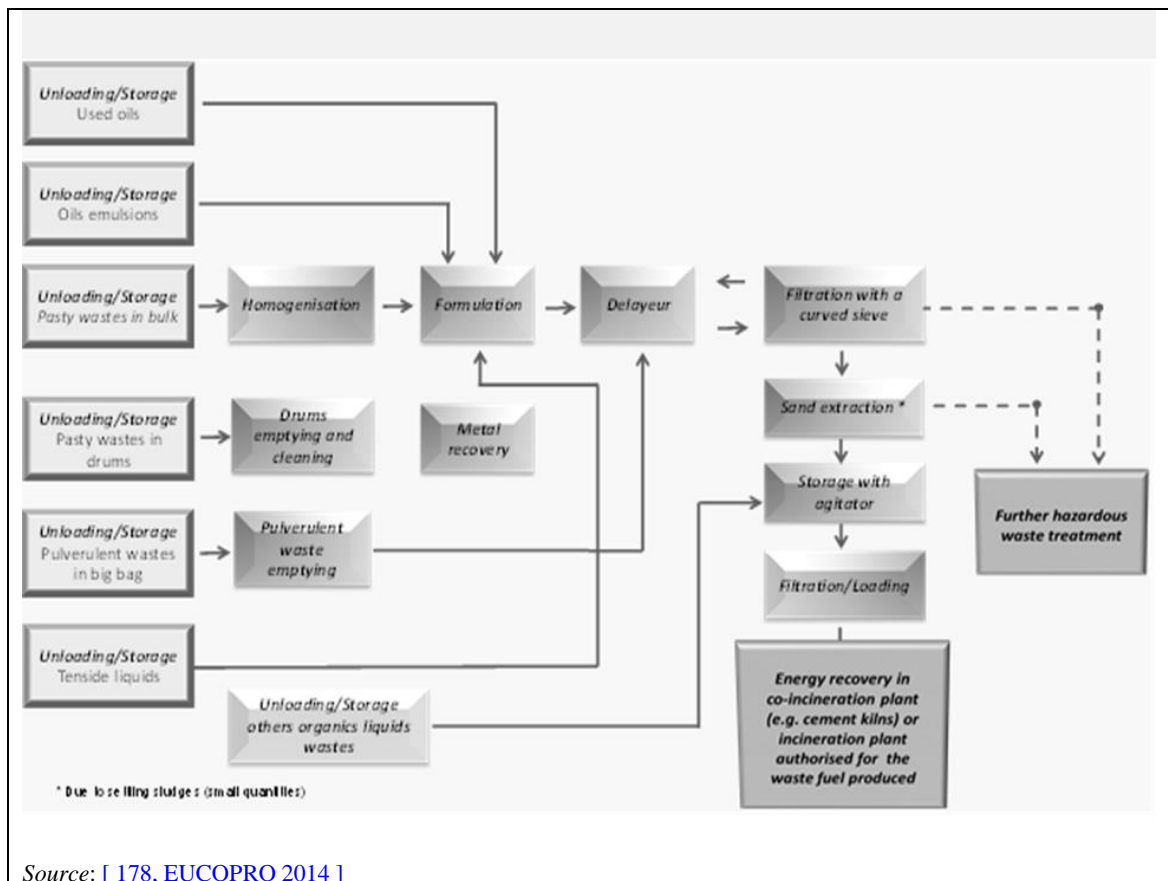 Unloading/Storage
Used oils
Unloading/Storage
Oils emulsions
Unloading/Storage
Pasty wastes in bulk
Homogenisation
Formulation
Delayeur
Filtration with a
curved sieve
Unloading/Storage
Pasty wastes in
drums
Drums
emptying and
cleaning
Metal
recovery
Sand extraction *
Storage with
agitator
Further hazardous
waste treatment
Unloading/Storage
Pulverulent wastes
in big bag
Pulverulent
waste
emptying
Filtration/Loading
Unloading/Storage
Tenside liquids
Unloading/Storage
others organics liquids
wastes
Energy recovery in
co-incineration plant
(e.g. cement kilns) or
incineration plant
authorised for the
waste fuel produced
* Due to settling sludges (small quantities)
Source: [ 178, EUCOPRO 2014 ]